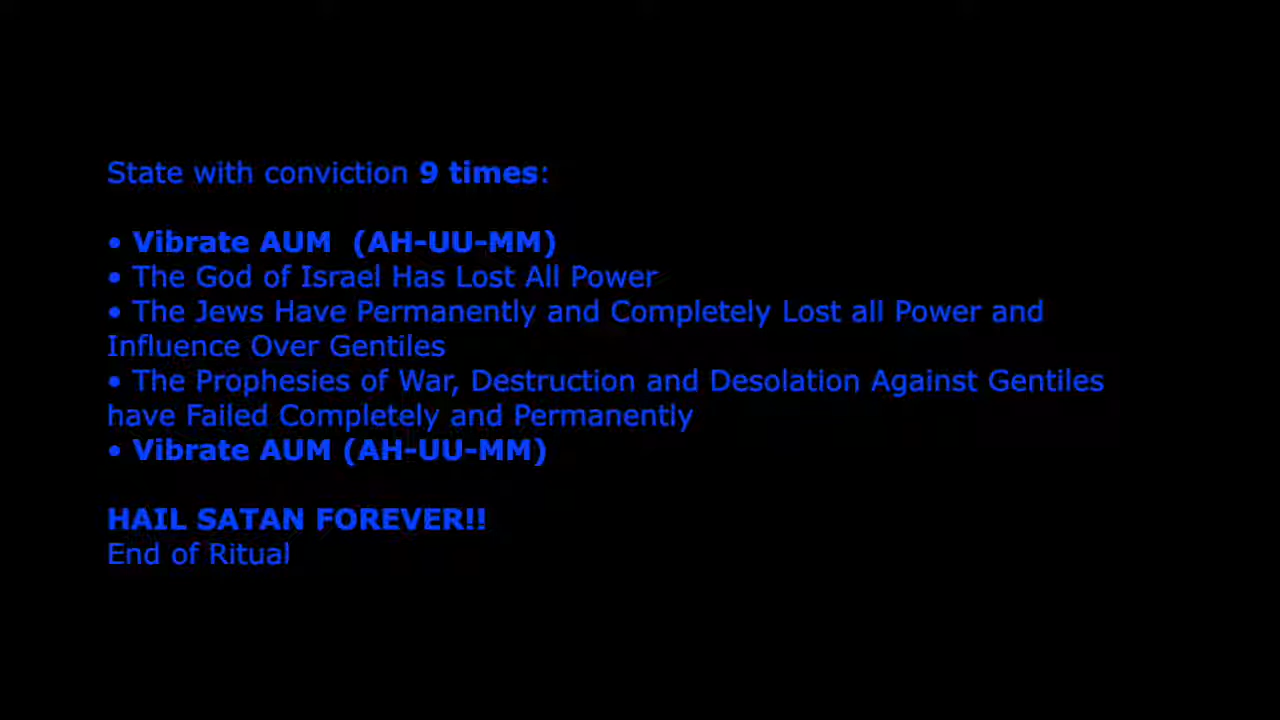 State with conviction 9 times:
• Vibrate AUM  (AH-UU-MM)
• The God of Israel Has Lost All Power
• The Jews Have Permanently and Completely Lost all Power and
Influence Over Gentiles
• The Prophesies of War, Destruction and Desolation Against Gentiles
have Failed Completely and Permanently
• Vibrate AUM (AH-UU-MM)
HAIL SATAN FOREVER!!
End of Ritual